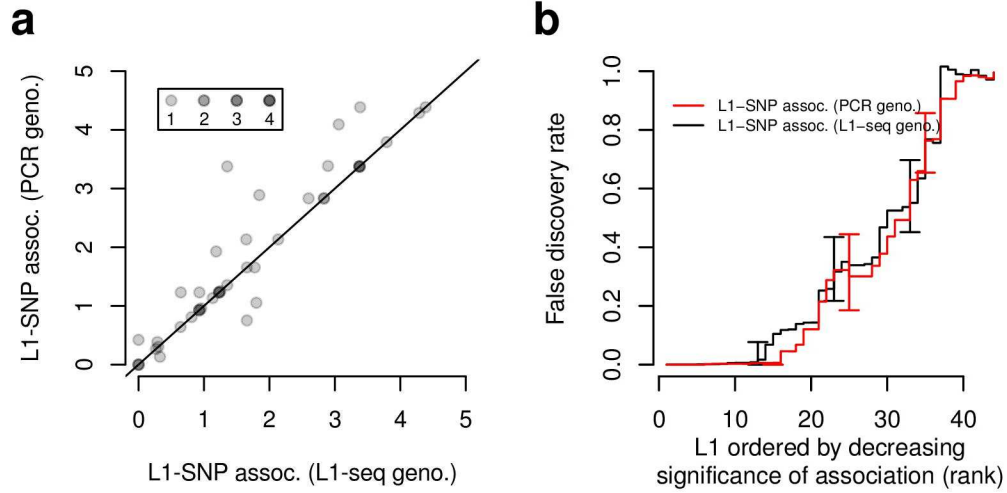 a
L1-SNP assoc. (PCR geno.)
5
4
3
2
1
0
1 2 3 4
0 1 2 3 4 5
L1-SNP assoc. (L1-seq geno.)
b
False discovery rate
1.0
0.8
0.6
0.4
0.2
0.0
L1−SNP assoc. (PCR geno.)
L1−SNP assoc. (L1−seq geno.)
0 10 20 30 40
L1 ordered by decreasing
significance of association (rank)